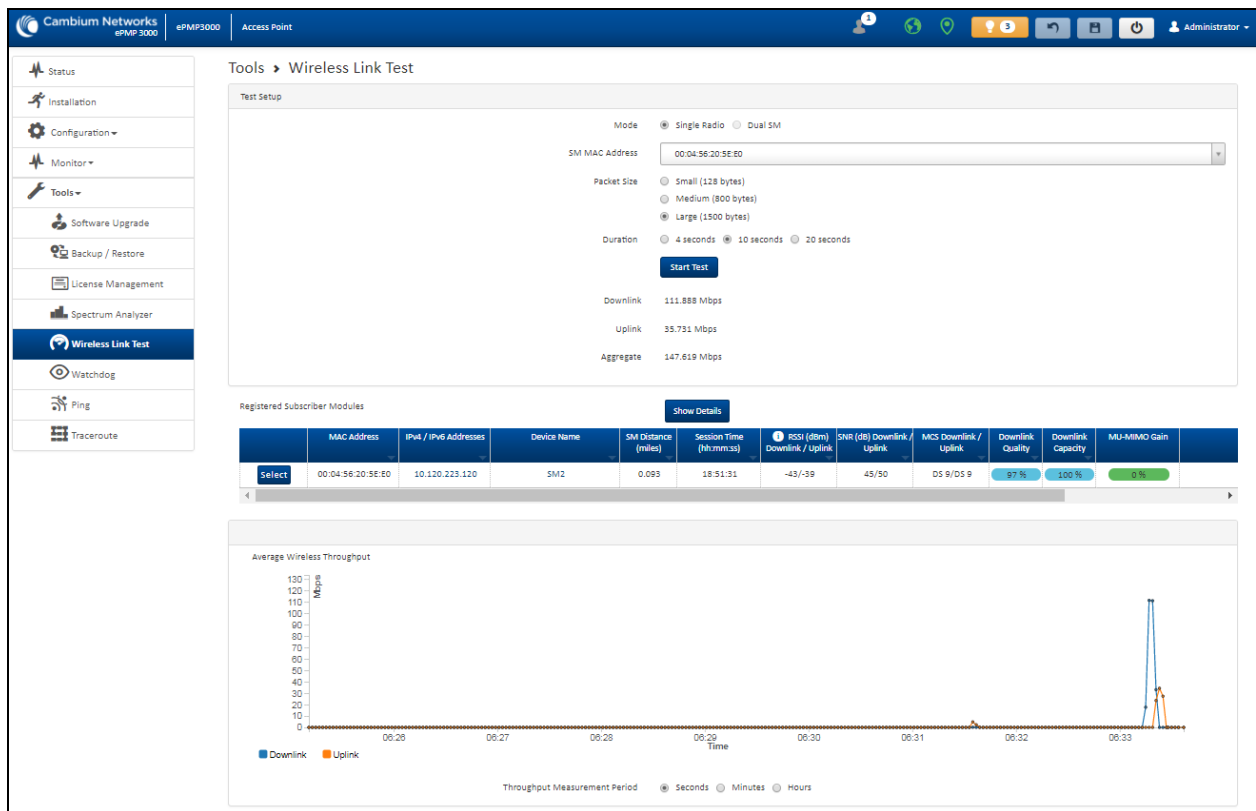 Cambium Networks
ePMP 3000
ePMP3000
Access Point
1
3
Administrator
Status
Installation
Configuration
Monitor
Tools
Software Upgrade
Backup / Restore
License Management
Spectrum Analyzer
Wireless Link Test
Watchdog
Ping
Traceroute
Tools > Wireless Link Test
Test Setup
Mode Single Radio Dual SM
SM MAC Address 00:04:56:20:5E:E0
Packet Size Small (128 bytes)
Medium (800 bytes)
Large (1500 bytes)
Duration 4 seconds 10 seconds 20 seconds
Start Test
Downlink 111.888 Mbps
Uplink 35.731 Mbps
Aggregate 147.619 Mbps
Registered Subscriber Modules Show Details
MAC Address IPv4 / IPv6 Addresses Device Name SM Distance (miles) Session Time (hh:mm:ss) i RSSI (dBm) Downlink / Uplink SNR (dB) Downlink / Uplink MCS Downlink / Uplink Downlink Quality Downlink Capacity MU-MIMO Gain
Select 00:04:56:20:5E:E0 10.120.223.120 SM2 0.093 18:51:31 -43/-39 45/50 DS 9/DS 9 97 % 100 % 0 %
Average Wireless Throughput
Mbps
130
120
110
100
90
80
70
60
50
40
30
20
10
0
06:26 06:27 06:28 06:29 06:30 06:31 06:32 06:33
Time
Downlink Uplink
Throughput Measurement Period Seconds Minutes Hours